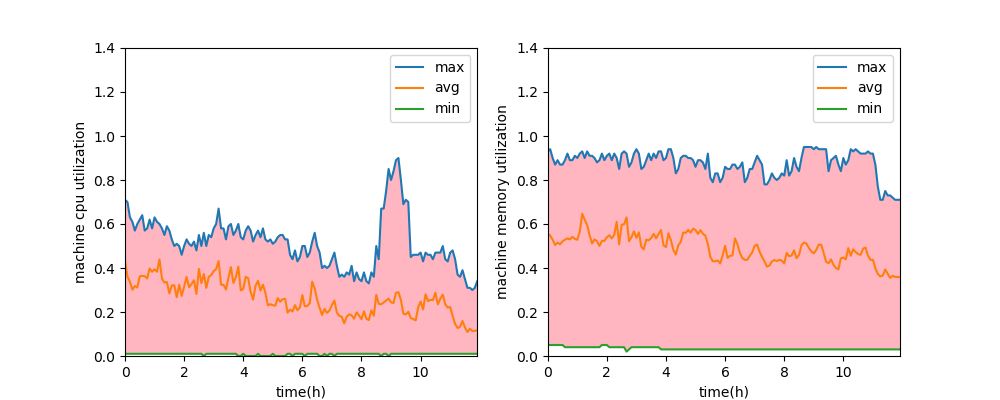 1.4
1.2
1.0
0.8
0.6
0.4
0.2
0.0
machine cpu utilization
max
avg
min
0 2 4 6 8 10
time(h)
1.4
1.2
1.0
0.8
0.6
0.4
0.2
0.0
machine memory utilization
max
avg
min
0 2 4 6 8 10
time(h)